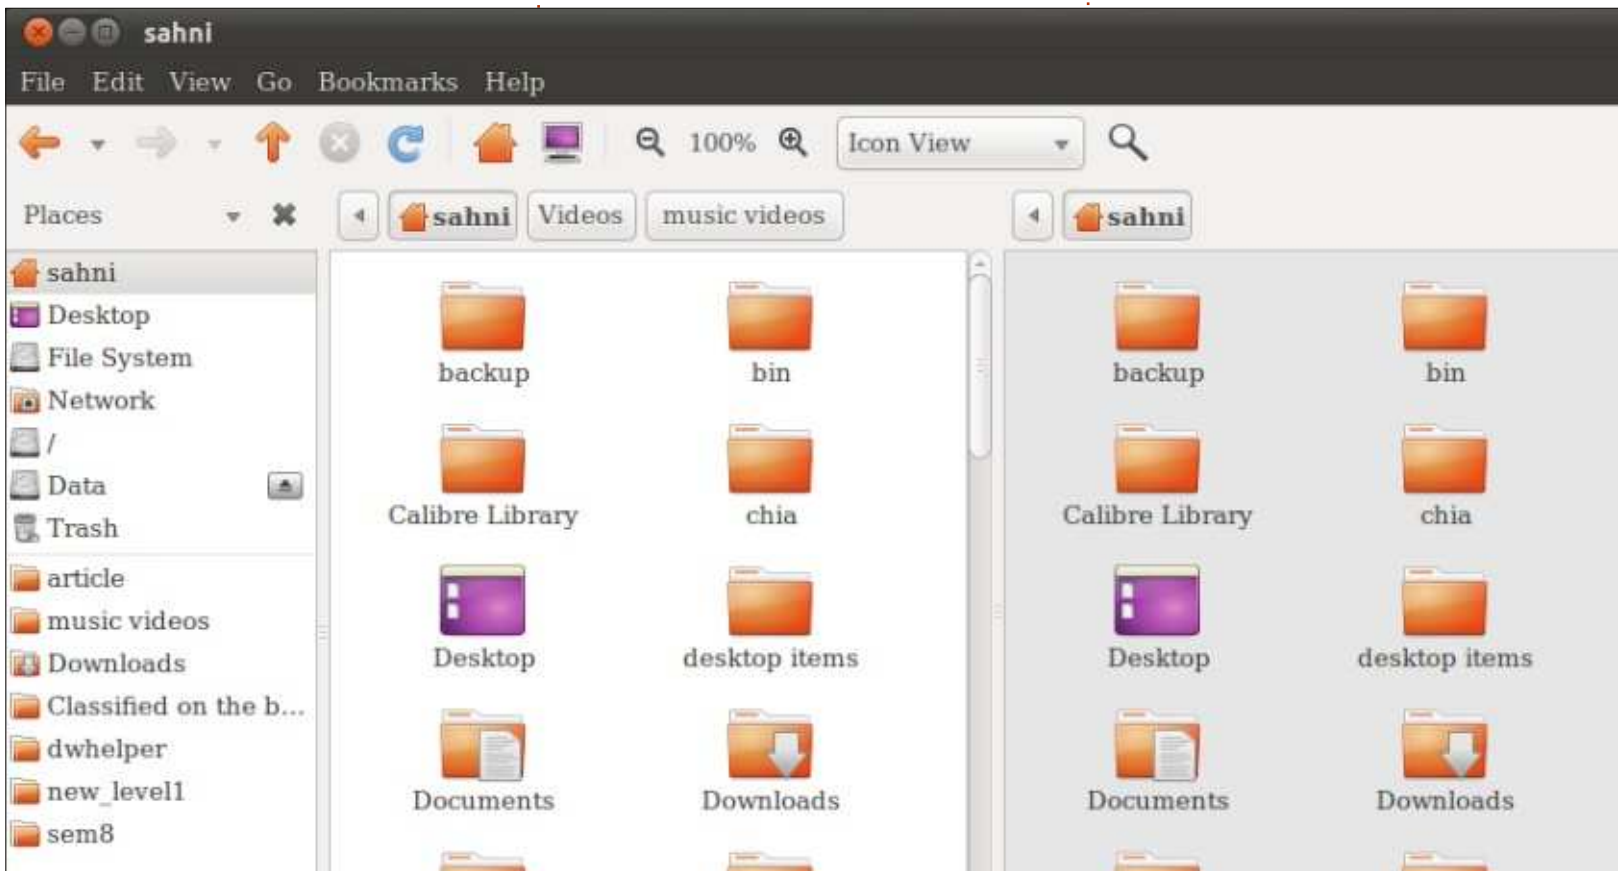 sahni
File Edit View Go Bookmarks Help
100% Icon View
Places
sahni Videos music videos
sahni
sahni
Desktop
File System
Network
/
Data
Trash
article
music videos
Downloads
Classified on the b...
dwhelper
new_level1
sem8
backup bin
Calibre Library chia
Desktop desktop items
Documents Downloads
backup bin
Calibre Library chia
Desktop desktop items
Documents Downloads